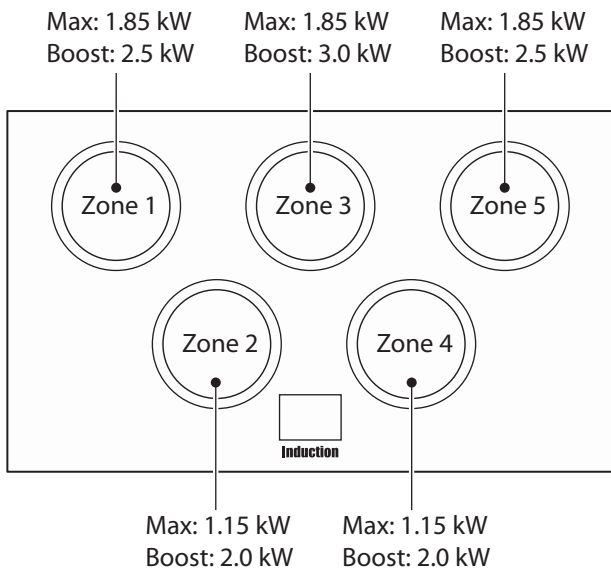 Max: 1.85 kW
Boost: 2.5 kW
Max: 1.85 kW
Boost: 3.0 kW
Max: 1.85 kW
Boost: 2.5 kW
Zone 1
Zone 3
Zone 5
Zone 2
Zone 4
Induction
Max: 1.15 kW
Boost: 2.0 kW
Max: 1.15 kW
Boost: 2.0 kW